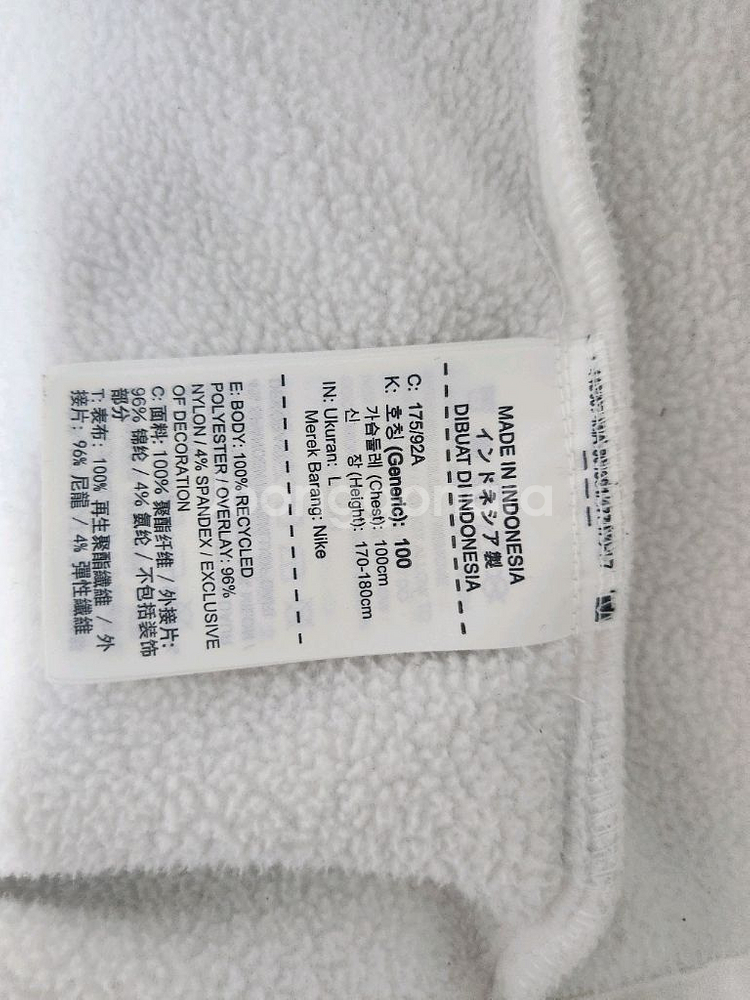 MADE IN INDONESIA
インドネシア製
DIBUAT DI INDONESIA
C: 175/92A
K: 호칭 (Generic): 100
가슴둘레 (Chest): 100cm
신 장 (Height): 170-180cm
IN: Ukuran: L
Merek Barang: Nike
E: BODY: 100% RECYCLED
POLYESTER / OVERLAY: 96%
NYLON / 4% SPANDEX / EXCLUSIVE
OF DECORATION
C: 面料: 100% 聚酯纤维 / 外接片:
96% 锦纶 / 4% 氨纶 / 不包括装饰
部分
T: 表布: 100% 再生聚酯纖維 / 外
接片: 96% 尼龍 / 4% 彈性纖維